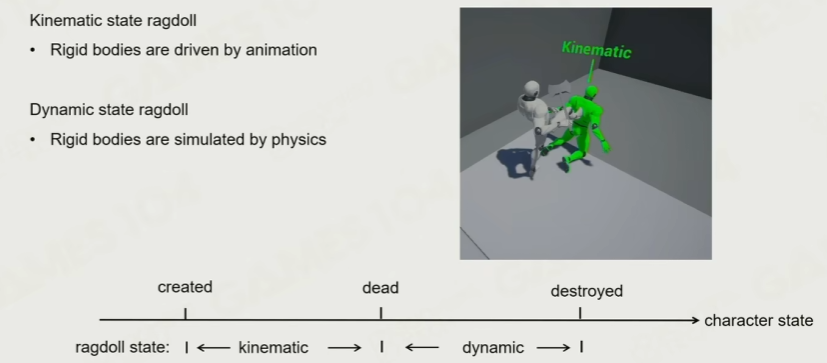 Kinematic state ragdoll
• Rigid bodies are driven by animation
Dynamic state ragdoll
• Rigid bodies are simulated by physics
Kinematic
created
dead
destroyed
character state
ragdoll state:
kinematic
dynamic
GAMES104